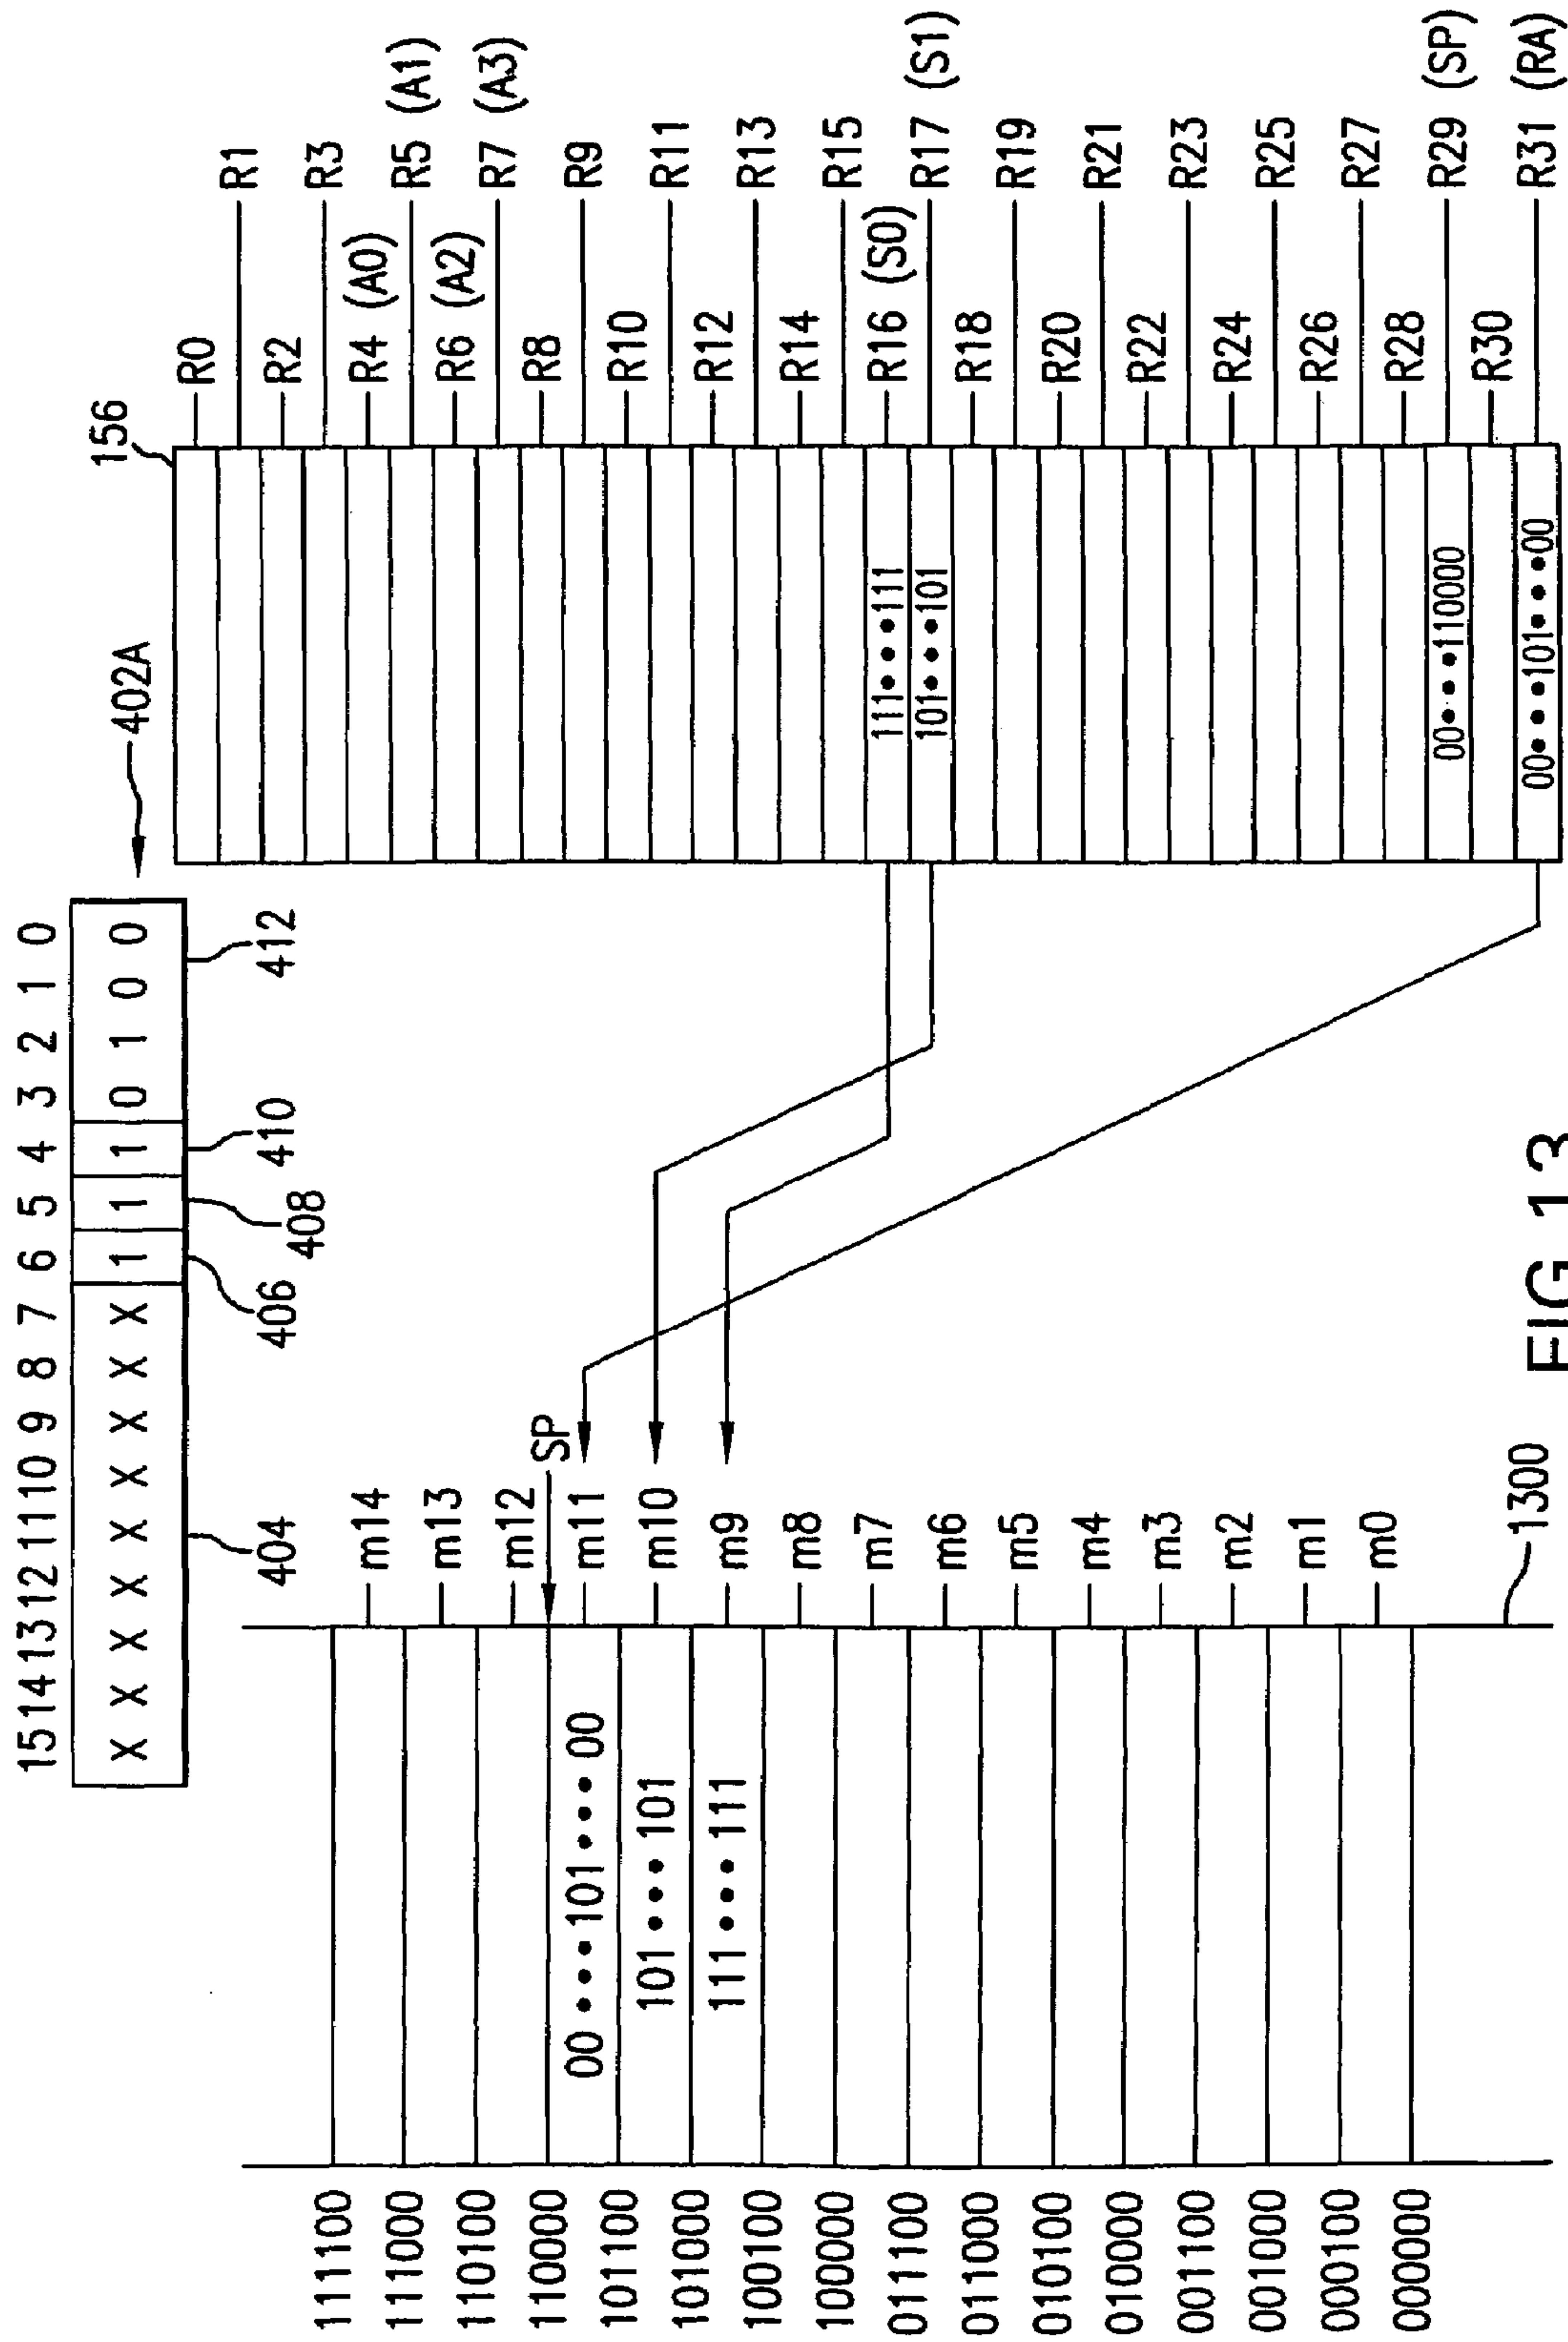 15 14 13 12 11 10 9 8 7 6 5 4 3 2 1 0
X X X X X X X X X 1 1 1 0 1 0 0
402A
404
406
408
410
412
156
R0
R1
R2
R3
R4 (A0)
R5 (A1)
R6 (A2)
R7 (A3)
R8
R9
R10
R11
R12
R13
R14
R15
111•••111 R16 (S0)
101•••101 R17 (S1)
R18
R19
R20
R21
R22
R23
R24
R25
R26
R27
R28
00•••110000 R29 (SP)
R30
00•••101•••00 R31 (RA)
111100
m14
111000
m13
110100
m12
110000
SP
00•••101•••00 m11
101100
101•••101 m10
101000
111•••111 m9
100100
m8
100000
m7
011100
m6
011000
m5
010100
m4
010000
m3
001100
m2
001000
m1
000100
m0
000000
1300
FIG.13